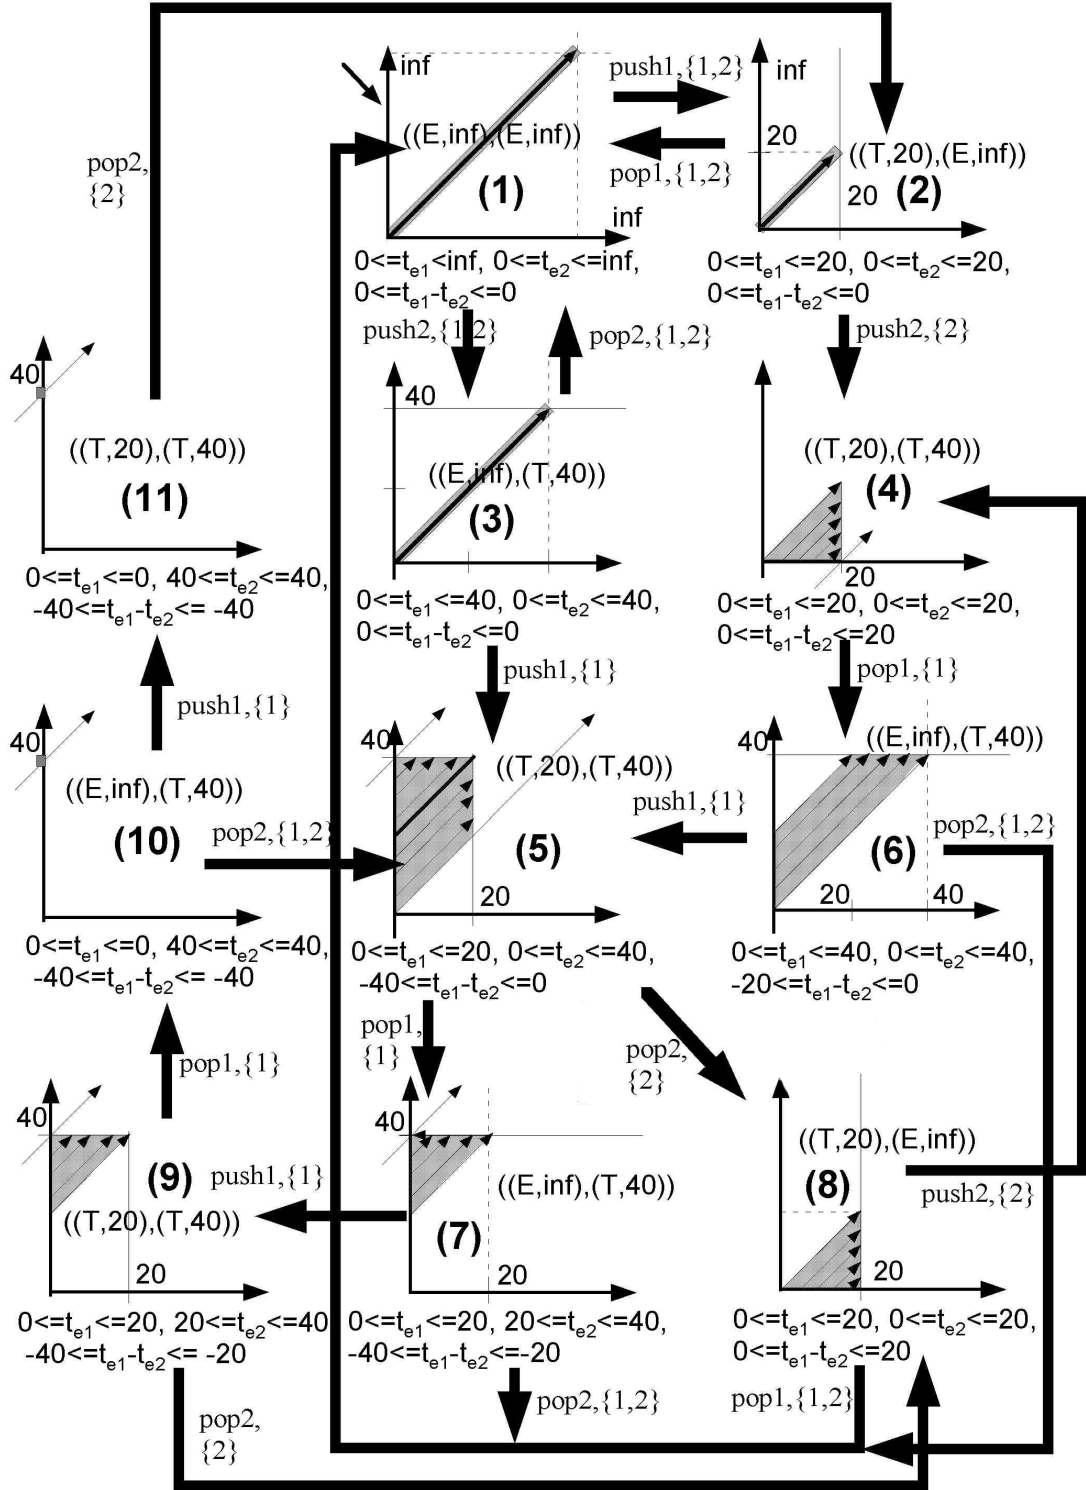 inf
push1,{1,2}
inf
((E,inf),(E,inf))
20
((T,20),(E,inf))
pop2,
{2}
pop1,{1,2}
(1)
20
(2)
inf
0<=te1<inf, 0<=te2<=inf,
0<=te1-te2<=0
0<=te1<=20, 0<=te2<=20,
0<=te1-te2<=0
push2,{1,2}
pop2,{1,2}
push2,{2}
40
40
((T,20),(T,40))
(11)
((E,inf),(T,40))
(3)
((T,20),(T,40))
(4)
20
0<=te1<=0, 40<=te2<=40,
-40<=te1-te2<= -40
0<=te1<=40, 0<=te2<=40,
0<=te1-te2<=0
0<=te1<=20, 0<=te2<=20,
0<=te1-te2<=20
push1,{1}
push1,{1}
pop1,{1}
40
((E,inf),(T,40))
(10)
40
((T,20),(T,40))
(5)
20
40
((E,inf),(T,40))
(6)
20
40
push1,{1}
pop2,{1,2}
pop2,{1,2}
0<=te1<=0, 40<=te2<=40,
-40<=te1-te2<= -40
0<=te1<=20, 0<=te2<=40,
-40<=te1-te2<=0
0<=te1<=40, 0<=te2<=40,
-20<=te1-te2<=0
pop1,{1}
pop1,
{1}
pop2,
{2}
40
(9)
((T,20),(T,40))
20
push1,{1}
40
((E,inf),(T,40))
(7)
20
((T,20),(E,inf))
(8)
20
push2,{2}
0<=te1<=20, 20<=te2<=40,
-40<=te1-te2<= -20
0<=te1<=20, 20<=te2<=40,
-40<=te1-te2<=-20
0<=te1<=20, 0<=te2<=20,
0<=te1-te2<=20
pop2,
{2}
pop2,{1,2}
pop1,{1,2}